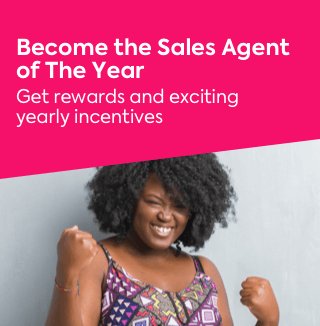 Become the Sales Agent
of The Year
Get rewards and exciting
yearly incentives